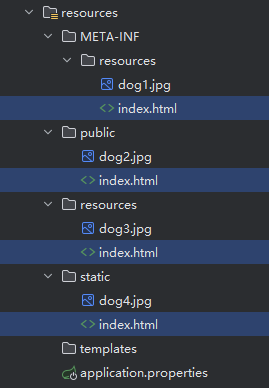 resources
META-INF
resources
dog1.jpg
index.html
public
dog2.jpg
index.html
resources
dog3.jpg
index.html
static
dog4.jpg
index.html
templates
application.properties